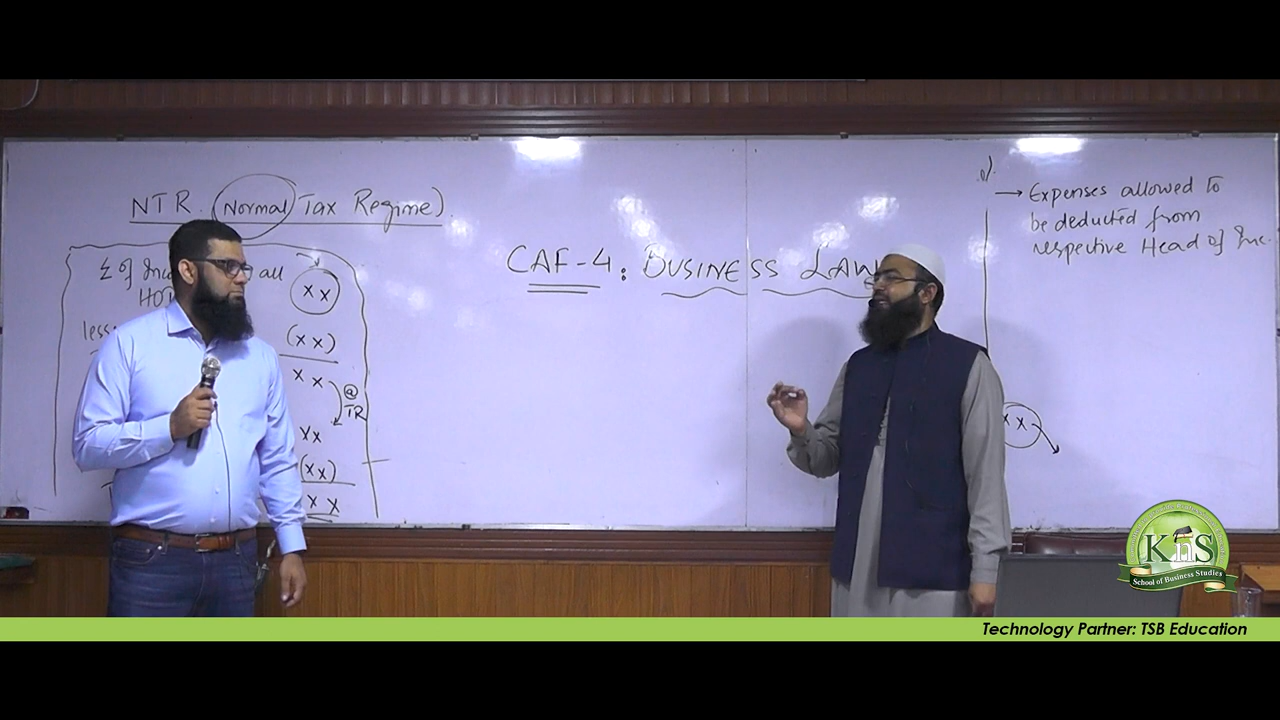 NTR. (Normal Tax Regime).
all
less:
xx
(xx)
xx
@
TR
xx
(xx)
xx
CAF-4: BUSINESS LAW
→ Expenses allowed to
be deducted from
respective Head of Inc.
xx
KnS
School of Business Studies
Technology Partner: TSB Education